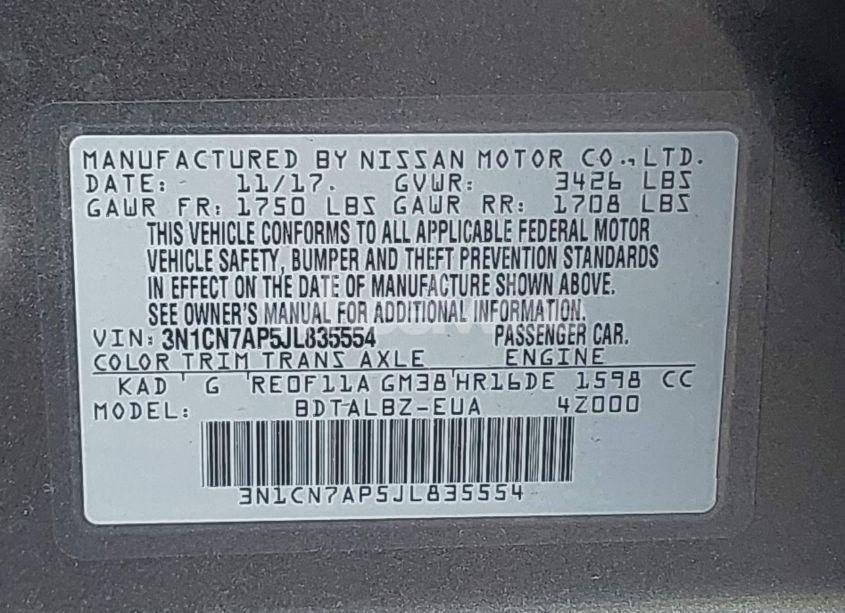 MANUFACTURED BY NISSAN MOTOR CO., LTD.
DATE: 11/17. GVWR: 3426 LBS
GAWR FR: 1750 LBS GAWR RR: 1708 LBS
THIS VEHICLE CONFORMS TO ALL APPLICABLE FEDERAL MOTOR
VEHICLE SAFETY, BUMPER AND THEFT PREVENTION STANDARDS
IN EFFECT ON THE DATE OF MANUFACTURE SHOWN ABOVE.
SEE OWNER'S MANUAL FOR ADDITIONAL INFORMATION.
VIN: 3N1CN7AP5JL835554 PASSENGER CAR.
COLOR TRIM TRANS AXLE ENGINE
KAD G RE0F11A GM38 HR16DE 1598 CC
MODEL: BDTALBZ-EUA 4Z000
3N1CN7AP5JL835554